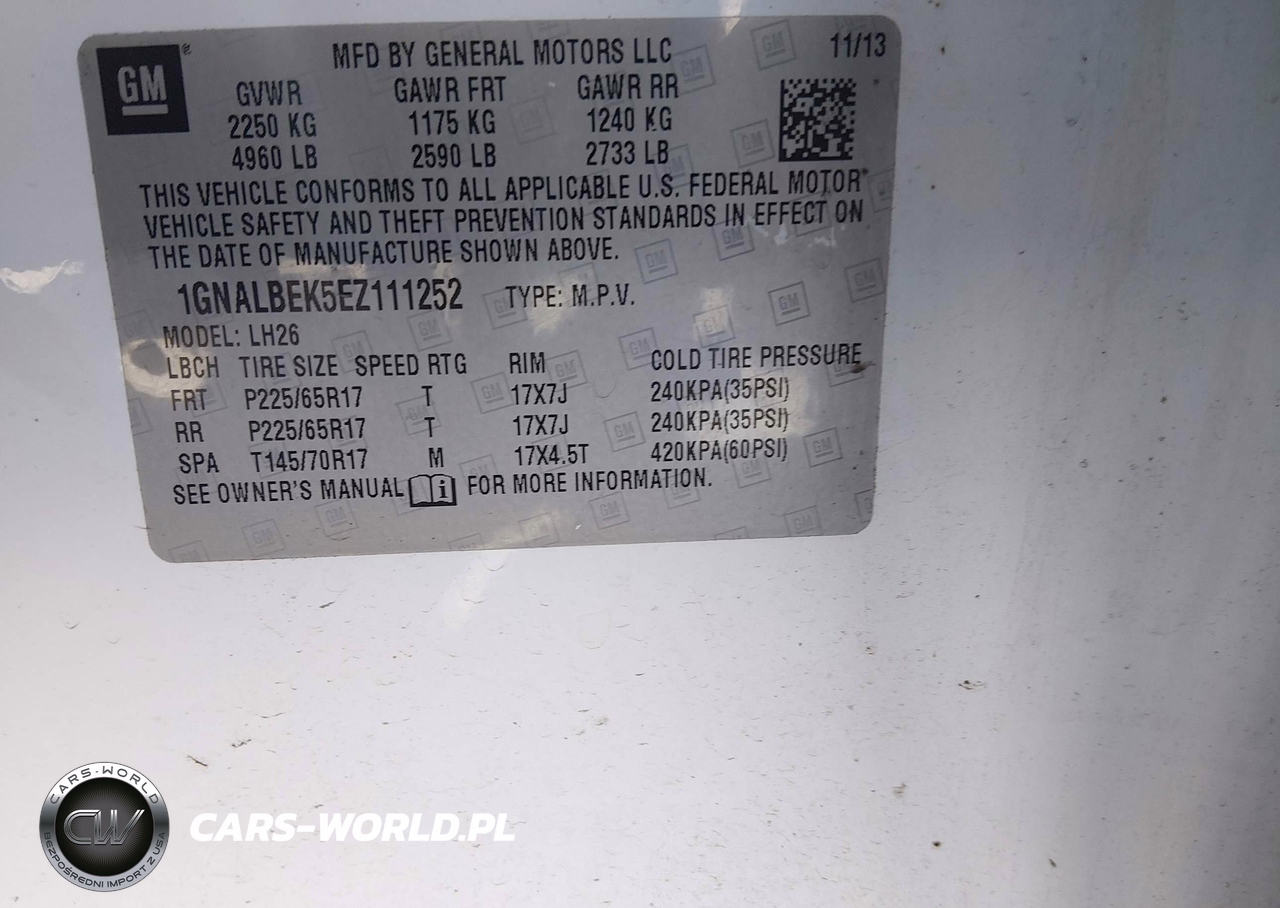 GM
MFD BY GENERAL MOTORS LLC 11/13
GVWR GAWR FRT GAWR RR
2250 KG 1175 KG 1240 KG
4960 LB 2590 LB 2733 LB
THIS VEHICLE CONFORMS TO ALL APPLICABLE U.S. FEDERAL MOTOR
VEHICLE SAFETY AND THEFT PREVENTION STANDARDS IN EFFECT ON
THE DATE OF MANUFACTURE SHOWN ABOVE.
1GNALBEK5EZ111252 TYPE: M.P.V.
MODEL: LH26
LBCH TIRE SIZE SPEED RTG RIM COLD TIRE PRESSURE
FRT P225/65R17 T 17X7J 240KPA(35PSI)
RR P225/65R17 T 17X7J 240KPA(35PSI)
SPA T145/70R17 M 17X4.5T 420KPA(60PSI)
SEE OWNER'S MANUAL FOR MORE INFORMATION.
CARS-WORLD
CW
BEZPOŚREDNI IMPORT Z USA
CARS-WORLD.PL